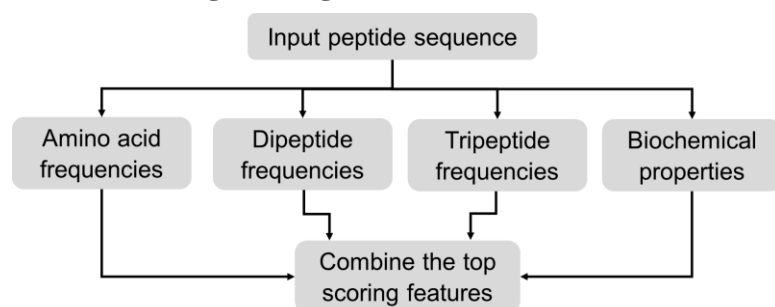 Input peptide sequence
Amino acid
frequencies
Dipeptide
frequencies
Tripeptide
frequencies
Biochemical
properties
Combine the top
scoring features